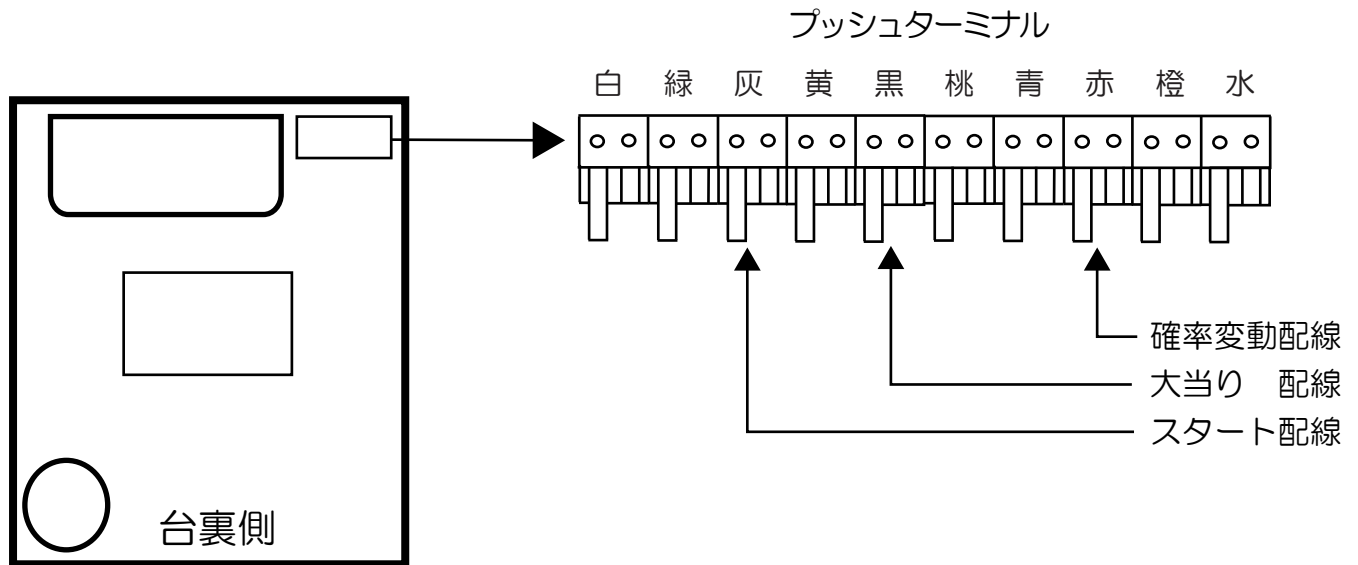 プッシュターミナル
白 緑 灰 黄 黒 桃 青 赤 橙 水
確率変動配線
大当り　配線
スタート配線
台裏側